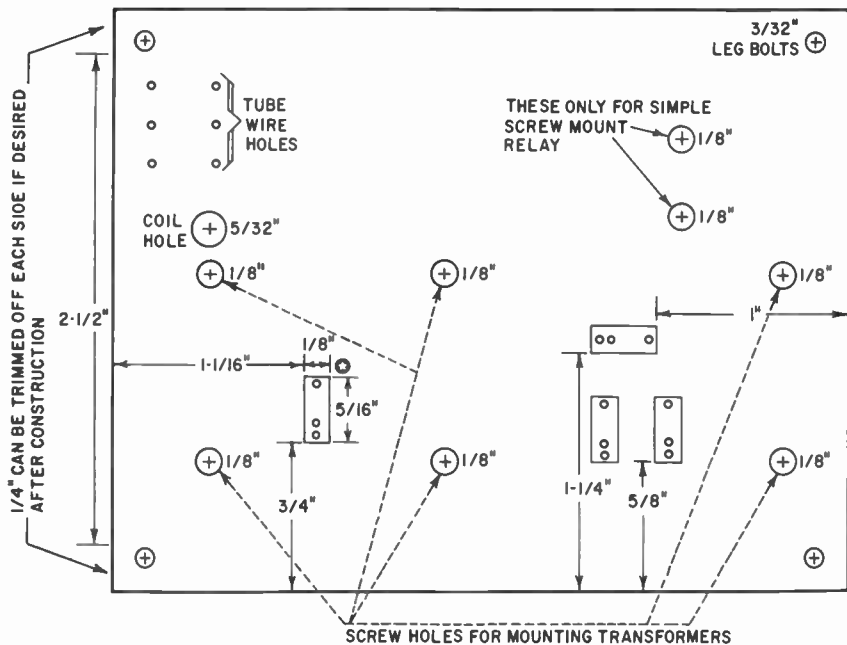 3/32"
LEG BOLTS
TUBE
WIRE
HOLES
THESE ONLY FOR SIMPLE
SCREW MOUNT
RELAY
1/8"
1/8"
COIL
HOLE
5/32"
1/8"
1/8"
1/8"
1/4" CAN BE TRIMMED OFF EACH SIDE IF DESIRED
AFTER CONSTRUCTION
2-1/2"
1"
1/8"
1-1/16"
5/16"
1/8"
1/8"
1/8"
3/4"
1-1/4"
5/8"
SCREW HOLES FOR MOUNTING TRANSFORMERS